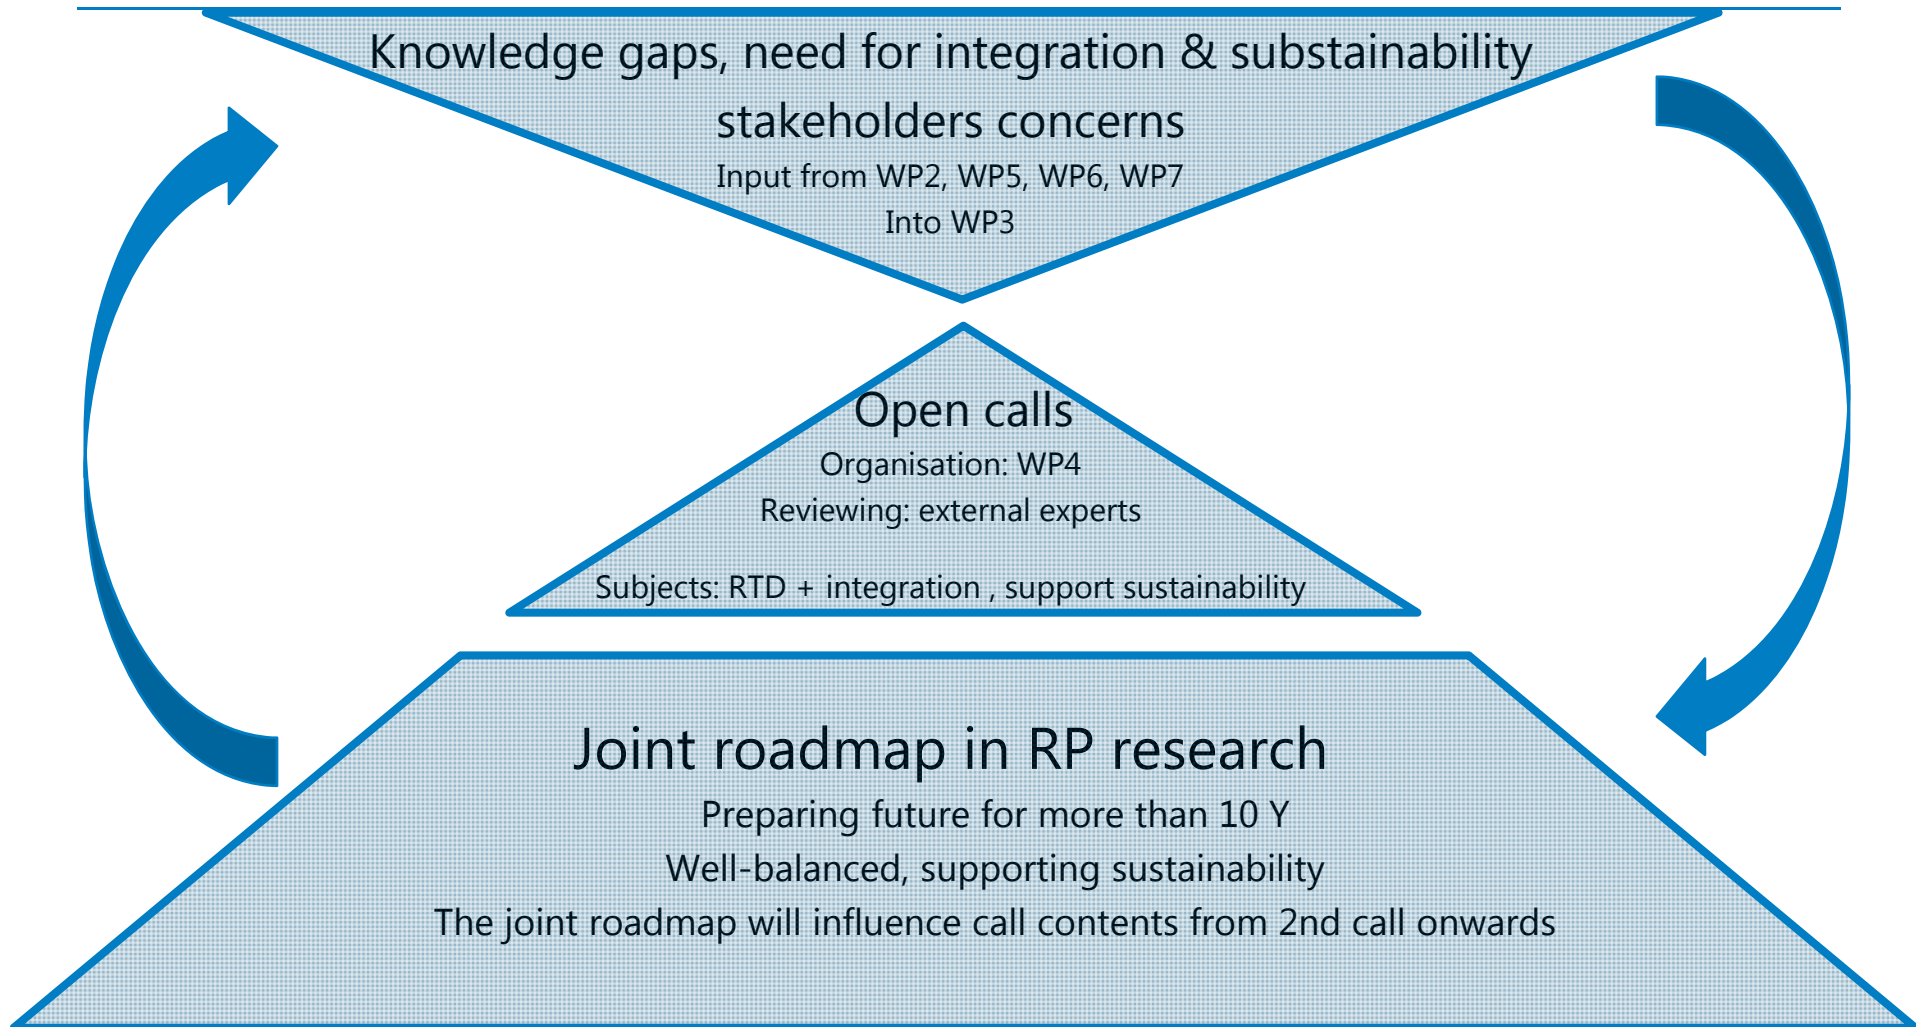 Knowledge gaps, need for integration & substainability
stakeholders concerns
Input from WP2, WP5, WP6, WP7
Into WP3
Open calls
Organisation: WP4
Reviewing: external experts
Subjects: RTD + integration , support sustainability
Joint roadmap in RP research
Preparing future for more than 10 Y
Well-balanced, supporting sustainability
The joint roadmap will influence call contents from 2nd call onwards